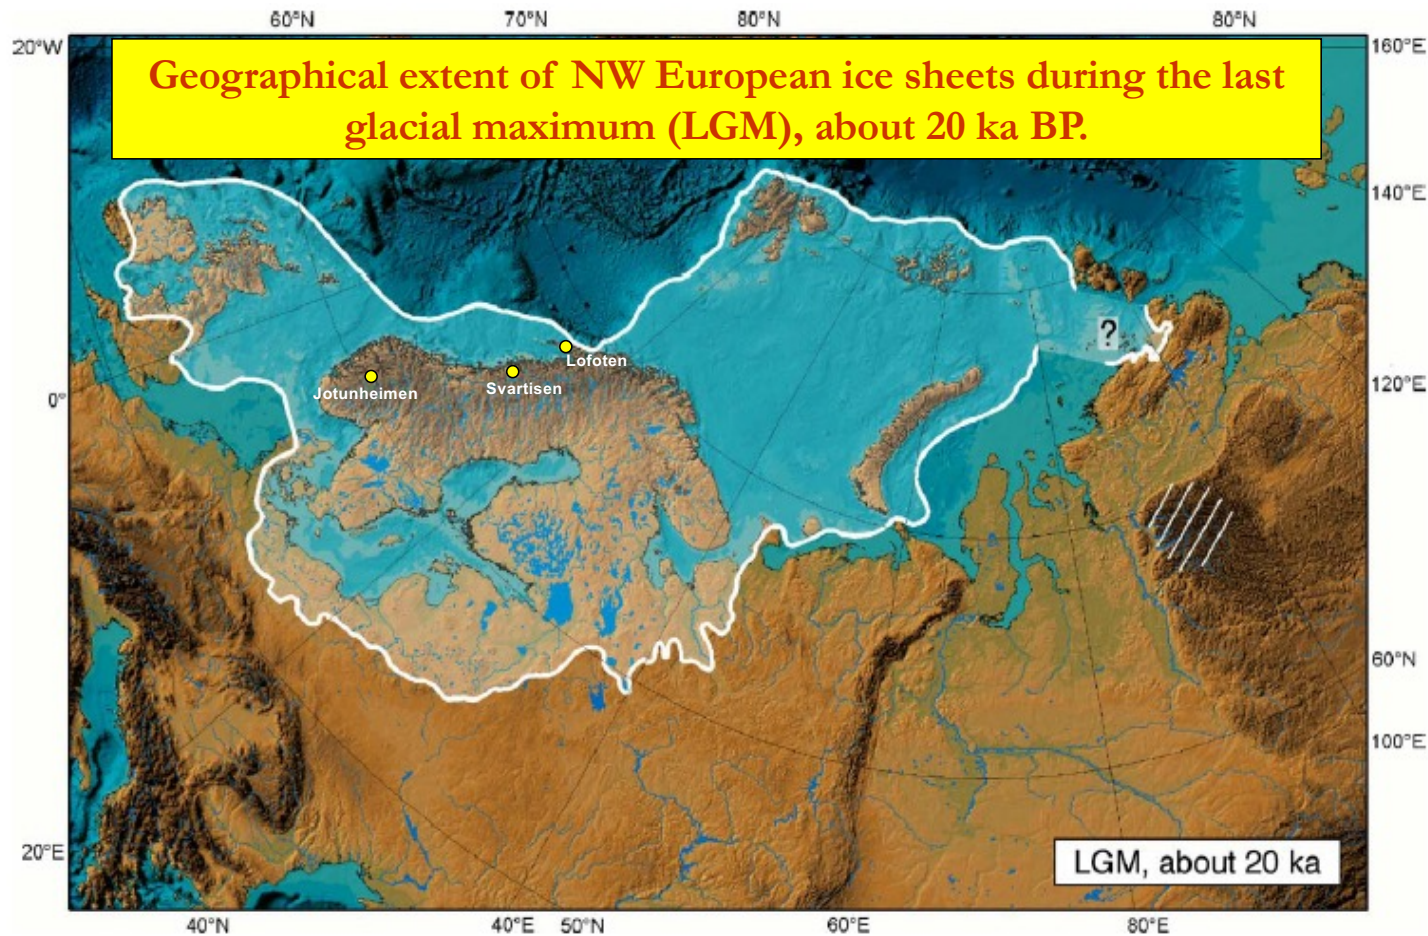 60°N 70°N 80°N 80°N
20°W 160°E
Geographical extent of NW European ice sheets during the last
glacial maximum (LGM), about 20 ka BP.
150°E
140°E
130°E
?
Lofoten
Jotunheimen Svartisen
120°E
0°
60°N
100°E
20°E
LGM, about 20 ka
40°N 40°E 50°N 60°E 80°E